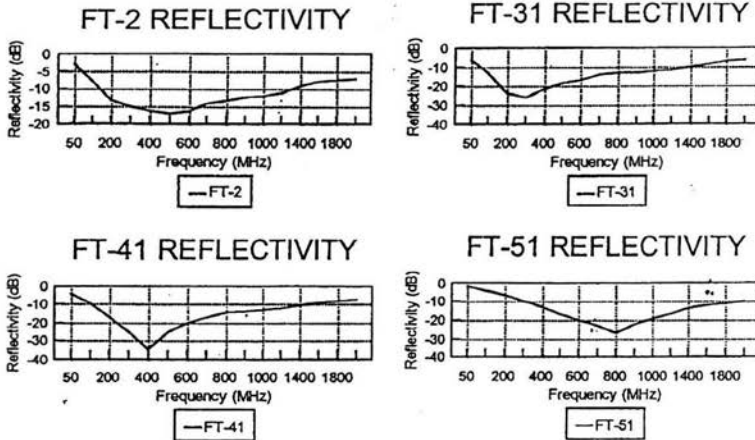 FT-2 REFLECTIVITY
Reflectivity (dB)
0
-5
-10
-15
-20
50 200 400 600 800 1000 1400 1800
Frequency (MHz)
FT-2
FT-31 REFLECTIVITY
Reflectivity (dB)
0
-10
-20
-30
-40
50 200 400 600 800 1000 1400 1800
Frequency (MHz)
FT-31
FT-41 REFLECTIVITY
Reflectivity (dB)
0
-10
-20
-30
-40
50 200 400 600 800 1000 1400 1800
Frequency (MHz)
FT-41
FT-51 REFLECTIVITY
Reflectivity (dB)
0
-10
-20
-30
-40
50 200 400 600 800 1000 1400 1800
Frequency (MHz)
FT-51